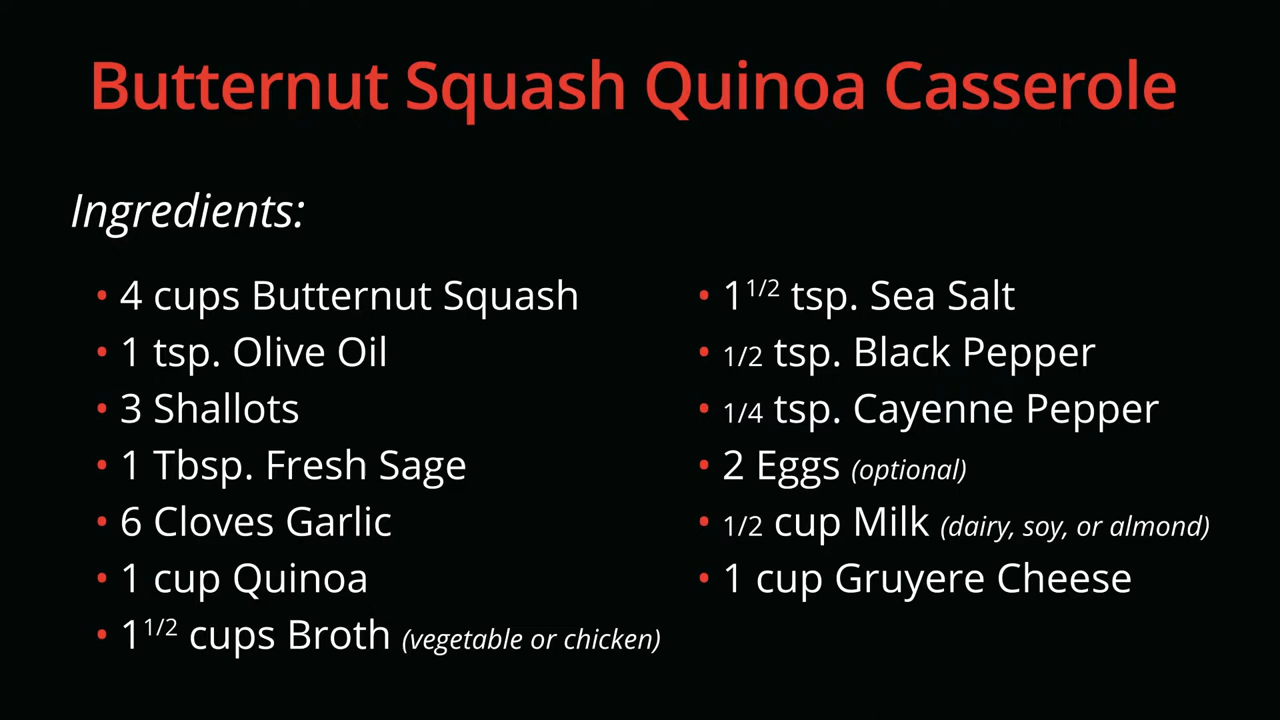 Butternut Squash Quinoa Casserole
Ingredients:
• 4 cups Butternut Squash
• 1 tsp. Olive Oil
• 3 Shallots
• 1 Tbsp. Fresh Sage
• 6 Cloves Garlic
• 1 cup Quinoa
• 1 1/2 cups Broth (vegetable or chicken)
• 1 1/2 tsp. Sea Salt
• 1/2 tsp. Black Pepper
• 1/4 tsp. Cayenne Pepper
• 2 Eggs (optional)
• 1/2 cup Milk (dairy, soy, or almond)
• 1 cup Gruyere Cheese